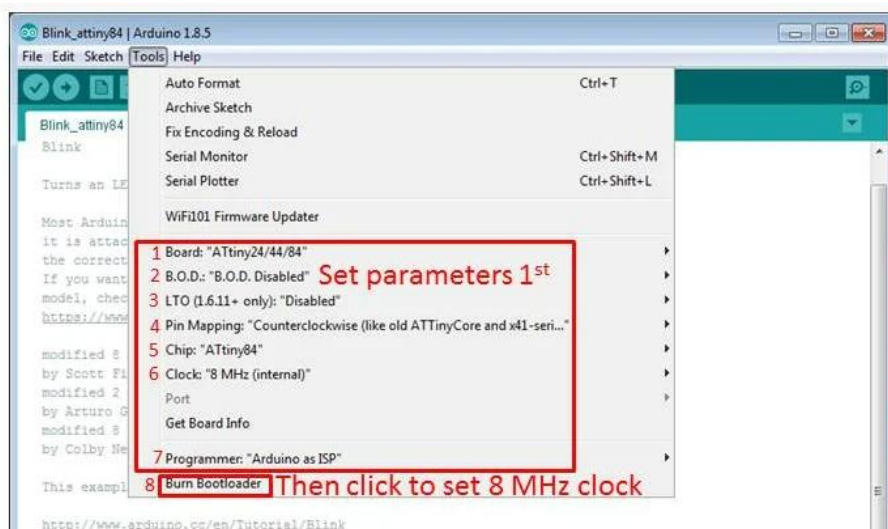 Blink_attiny84 | Arduino 1.8.5
File Edit Sketch Tools Help
Auto Format Ctrl+T
Archive Sketch
Blink_attiny84
Fix Encoding & Reload
Blink
Serial Monitor Ctrl+Shift+M
Turns an LE
Serial Plotter Ctrl+Shift+L
WiFi101 Firmware Updater
Most Arduin
it is attac
1 Board: "ATtiny24/44/84"
the correct
2 B.O.D.: "B.O.D. Disabled" Set parameters 1st
If you want
3 LTO (1.6.11+ only): "Disabled"
model, chec
https://www
4 Pin Mapping: "Counterclockwise (like old ATTinyCore and x41-seri..."
5 Chip: "ATtiny84"
modified 8
6 Clock: "8 MHz (internal)"
by Scott Fi
modified 2
Port
by Arturo G
Get Board Info
modified 8
by Colby Ne
7 Programmer: "Arduino as ISP"
8 Burn Bootloader Then click to set 8 MHz clock
This exampl
http://www.arduino.cc/en/Tutorial/Blink